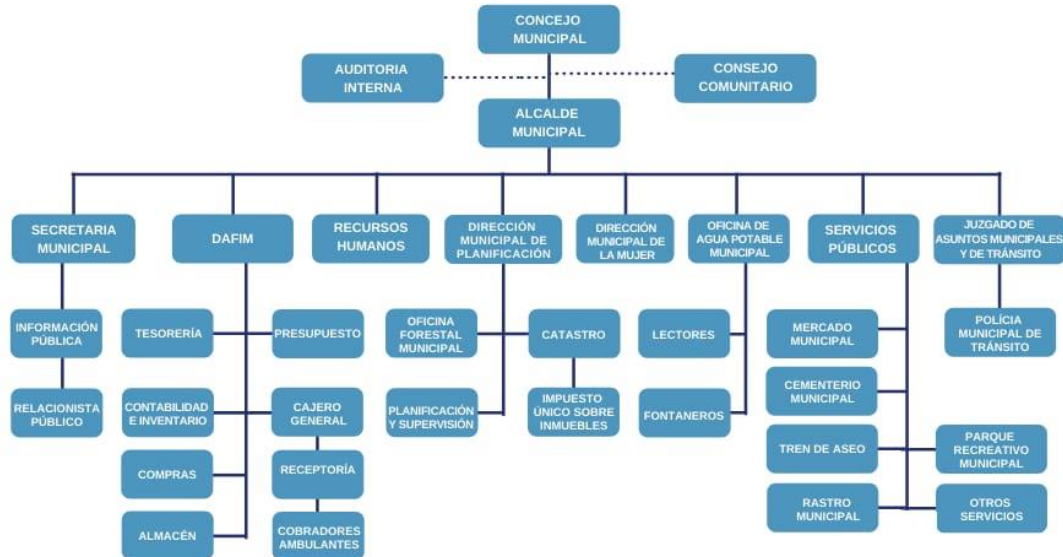 CONCEJO
MUNICIPAL
AUDITORIA
INTERNA
CONSEJO
COMUNITARIO
ALCALDE
MUNICIPAL
SECRETARIA
MUNICIPAL
DAFIM
RECURSOS
HUMANOS
DIRECCIÓN
MUNICIPAL DE
PLANIFICACIÓN
DIRECCIÓN
MUNICIPAL DE
LA MUJER
OFICINA DE
AGUA POTABLE
MUNICIPAL
SERVICIOS
PÚBLICOS
JUZGADO DE
ASUNTOS MUNICIPALES
Y DE TRÁNSITO
INFORMACIÓN
PÚBLICA
RELACIONISTA
PÚBLICO
TESORERÍA
PRESUPUESTO
CONTABILIDAD
E INVENTARIO
CAJERO
GENERAL
COMPRAS
RECEPTORÍA
ALMACÉN
COBRADORES
AMBULANTES
OFICINA
FORESTAL
MUNICIPAL
CATASTRO
PLANIFICACIÓN
Y SUPERVISIÓN
IMPUESTO
ÚNICO SOBRE
INMUEBLES
LECTORES
FONTANEROS
MERCADO
MUNICIPAL
CEMENTERIO
MUNICIPAL
TREN DE ASEO
PARQUE
RECREATIVO
MUNICIPAL
RASTRO
MUNICIPAL
OTROS
SERVICIOS
POLÍCIA
MUNICIPAL DE
TRÁNSITO